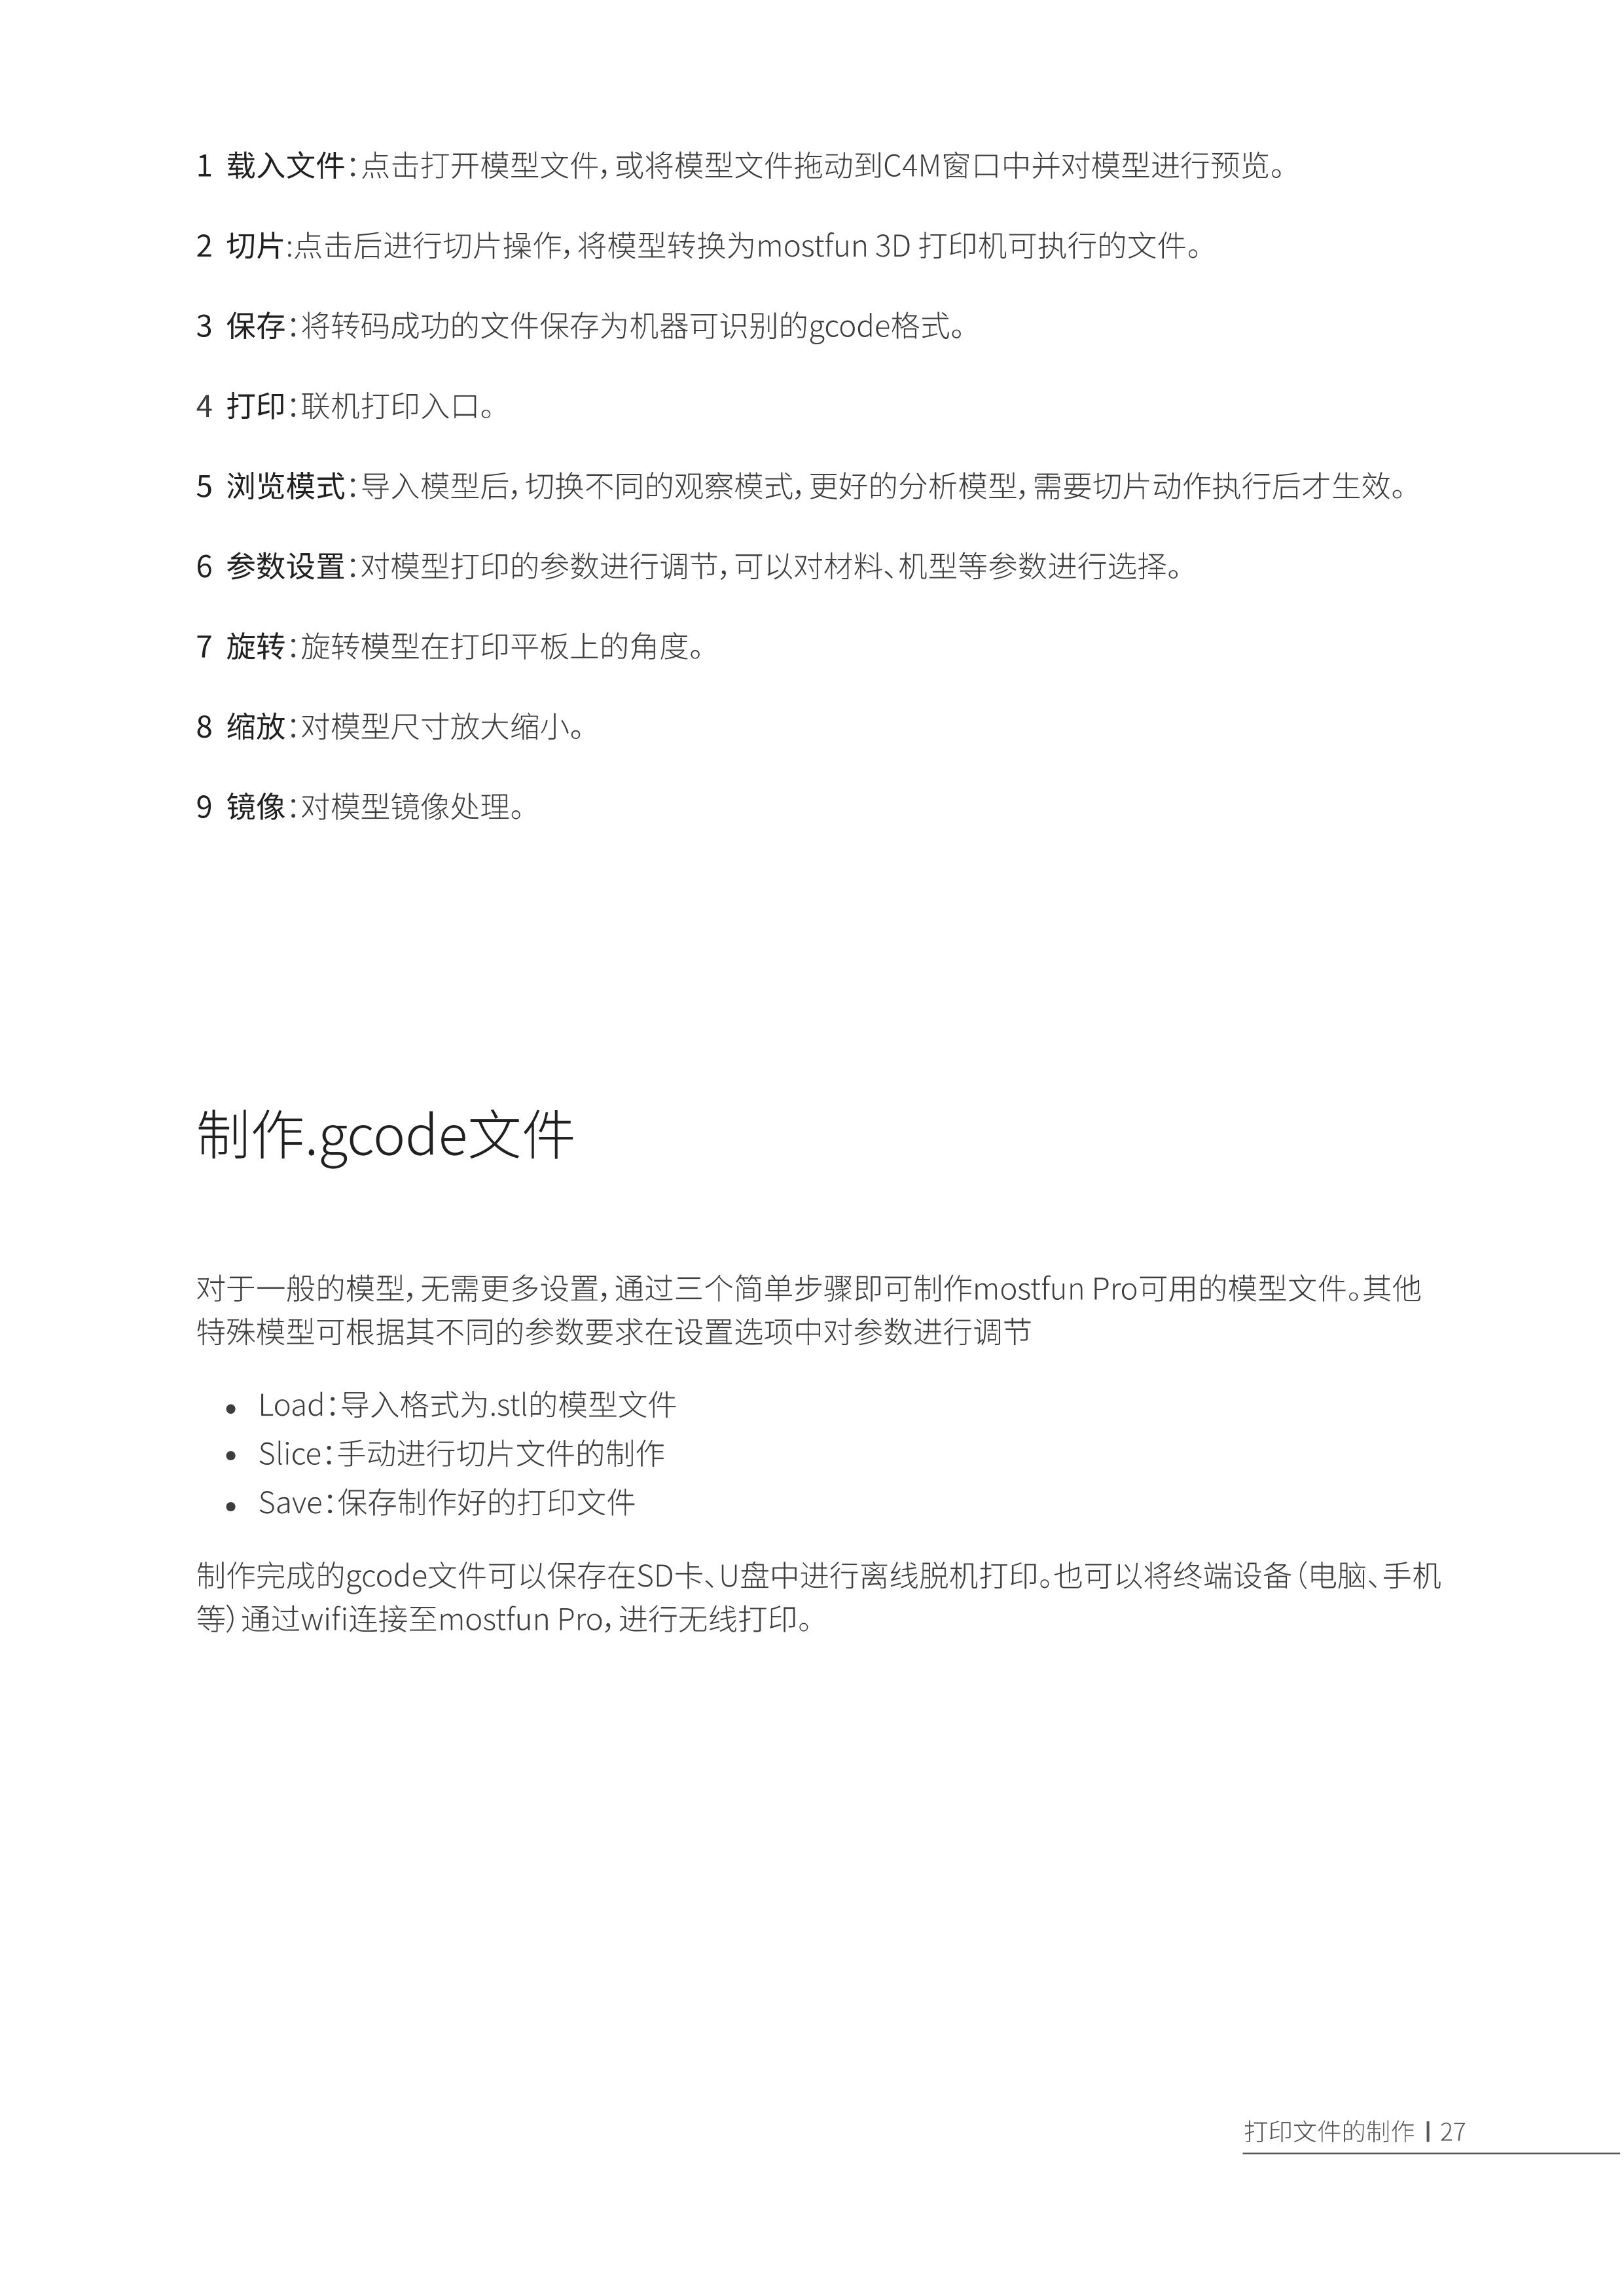 1 载入文件：点击打开模型文件，或将模型文件拖动到C4M窗口中并对模型进行预览。
2 切片:点击后进行切片操作，将模型转换为mostfun 3D 打印机可执行的文件。
3 保存：将转码成功的文件保存为机器可识别的gcode格式。
4 打印：联机打印入口。
5 浏览模式：导入模型后，切换不同的观察模式，更好的分析模型，需要切片动作执行后才生效。
6 参数设置：对模型打印的参数进行调节，可以对材料、机型等参数进行选择。
7 旋转：旋转模型在打印平板上的角度。
8 缩放：对模型尺寸放大缩小。
9 镜像：对模型镜像处理。
制作.gcode文件
对于一般的模型，无需更多设置，通过三个简单步骤即可制作mostfun Pro可用的模型文件。其他
特殊模型可根据其不同的参数要求在设置选项中对参数进行调节
• Load：导入格式为.stl的模型文件
• Slice：手动进行切片文件的制作
• Save：保存制作好的打印文件
制作完成的gcode文件可以保存在SD卡、U盘中进行离线脱机打印。也可以将终端设备（电脑、手机
等）通过wifi连接至mostfun Pro，进行无线打印。
打印文件的制作 | 27